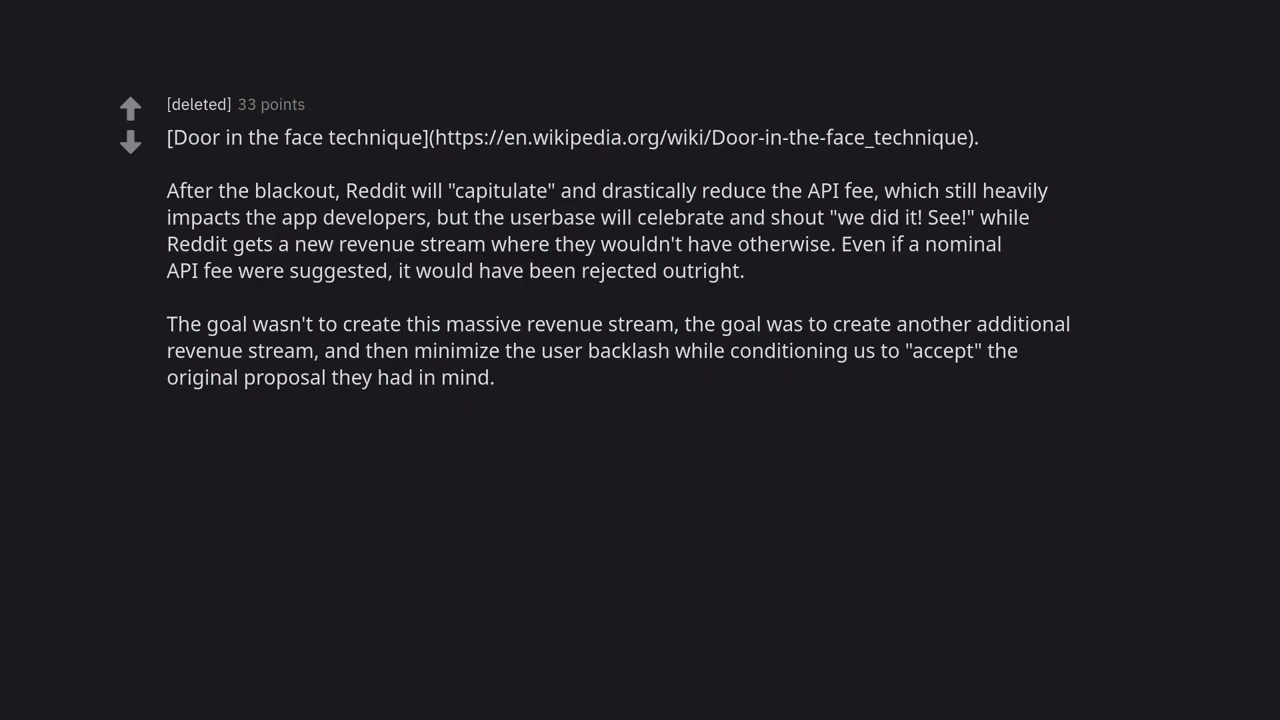 [deleted] 33 points
[Door in the face technique](https://en.wikipedia.org/wiki/Door-in-the-face_technique).
After the blackout, Reddit will "capitulate" and drastically reduce the API fee, which still heavily
impacts the app developers, but the userbase will celebrate and shout "we did it! See!" while
Reddit gets a new revenue stream where they wouldn't have otherwise. Even if a nominal
API fee were suggested, it would have been rejected outright.
The goal wasn't to create this massive revenue stream, the goal was to create another additional
revenue stream, and then minimize the user backlash while conditioning us to "accept" the
original proposal they had in mind.